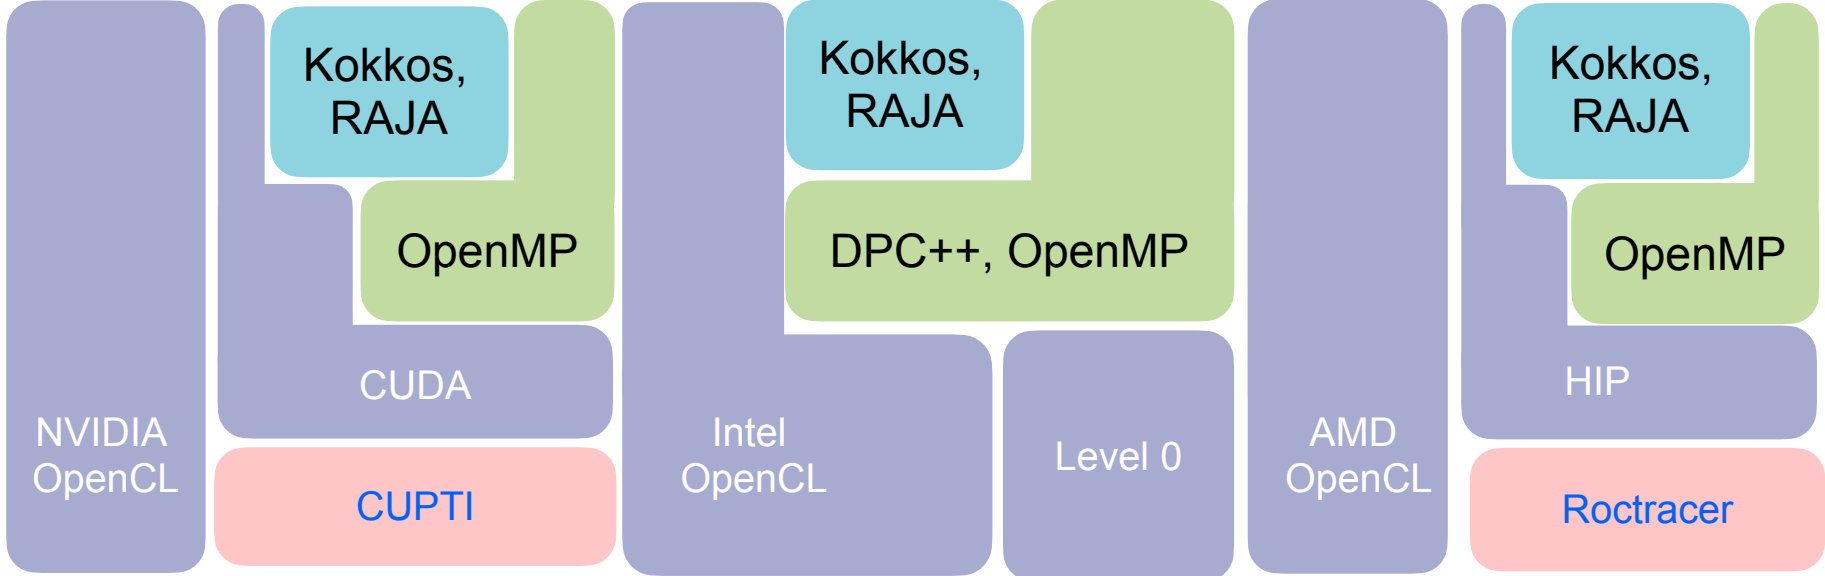 Kokkos,
RAJA
OpenMP
CUDA
NVIDIA
OpenCL
CUPTI
Kokkos,
RAJA
DPC++, OpenMP
Intel
OpenCL
Level 0
Kokkos,
RAJA
OpenMP
HIP
AMD
OpenCL
Roctracer